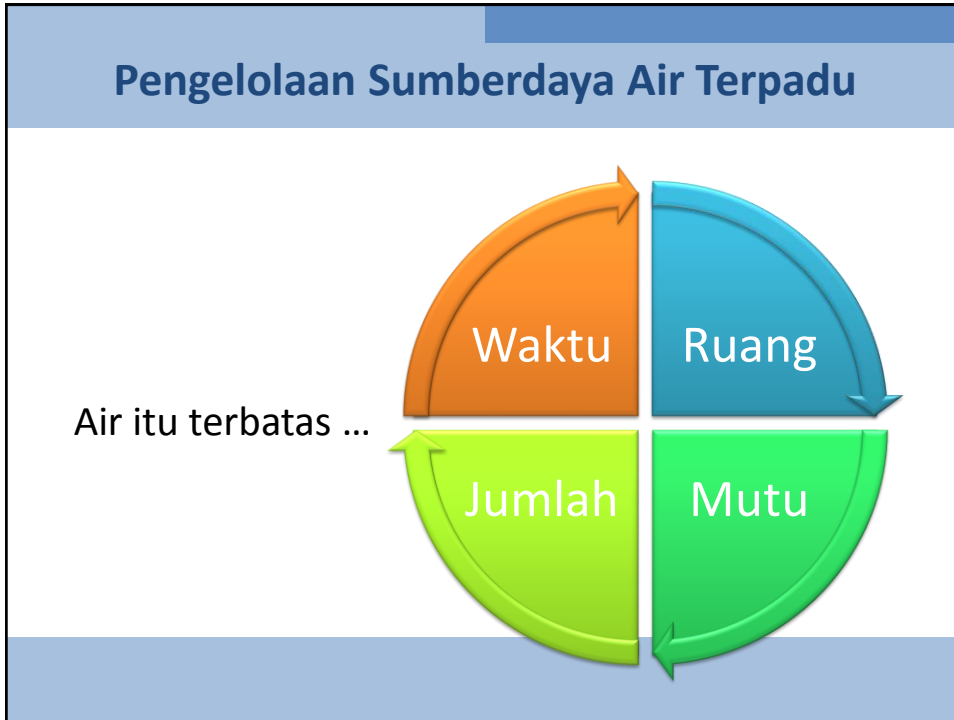 Pengelolaan Sumberdaya Air Terpadu
Waktu
Ruang
Air itu terbatas ...
Jumlah
Mutu